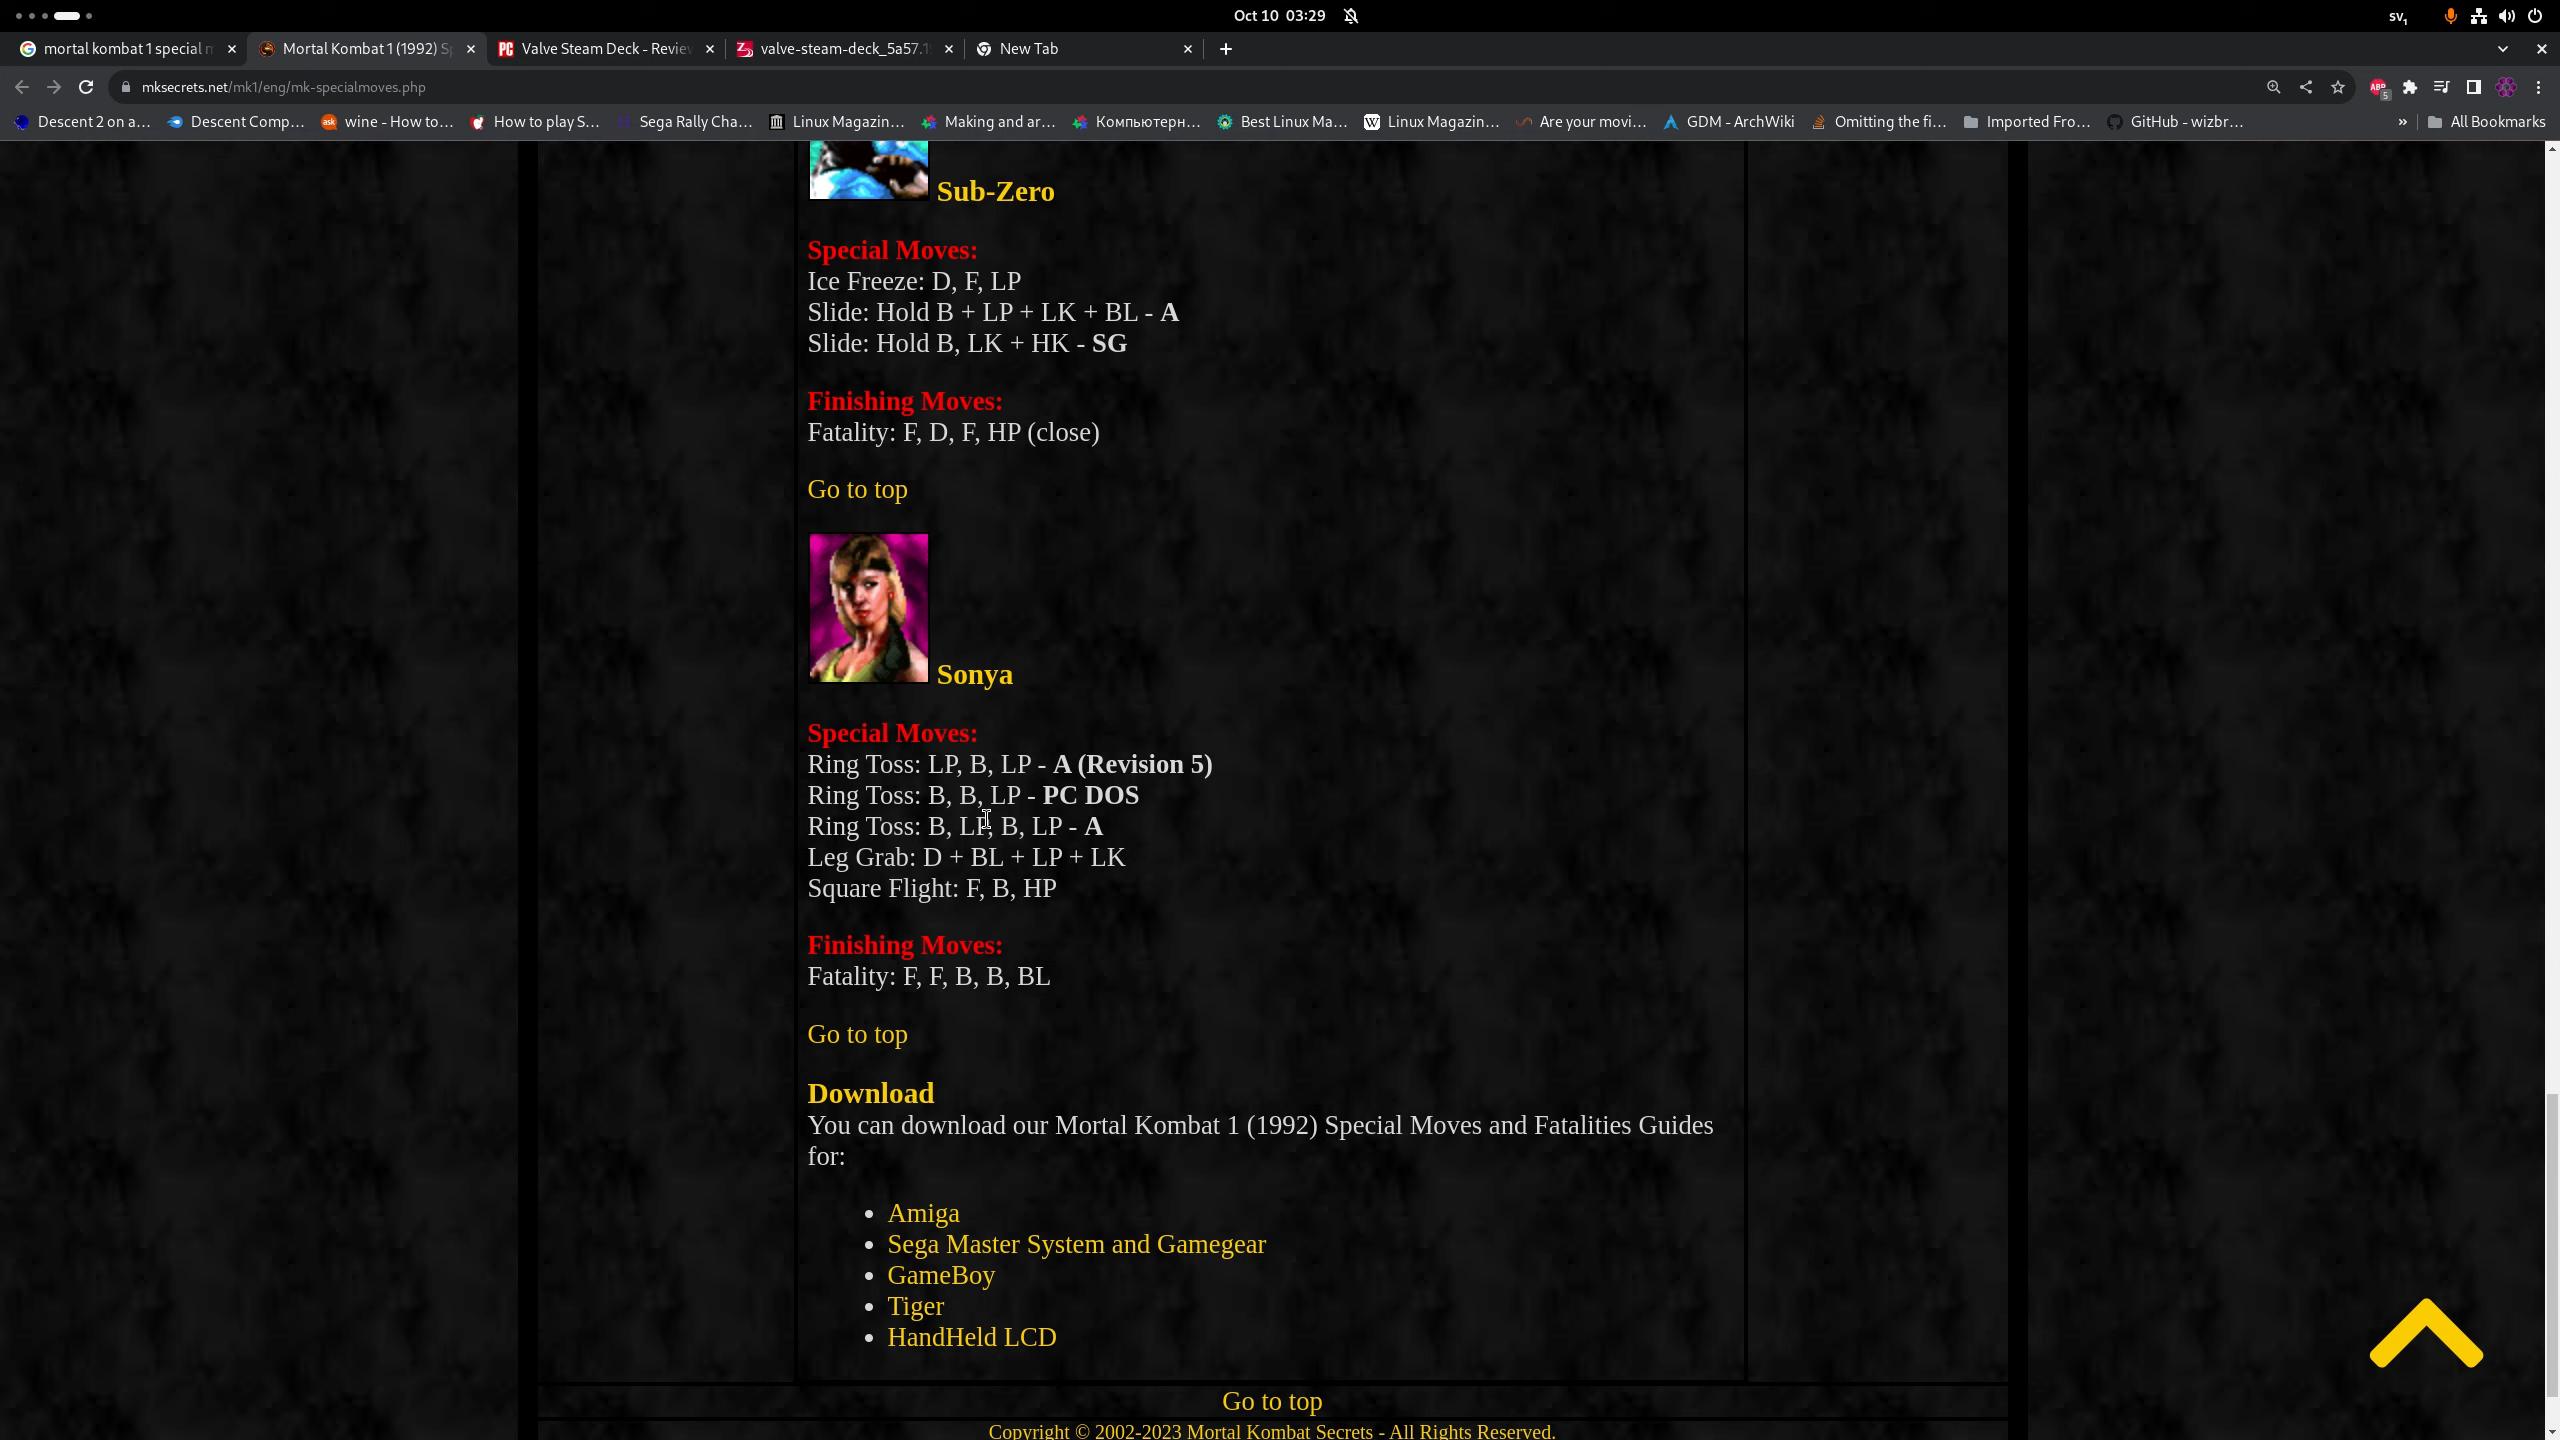 Oct 10 03:29
sv₁
mortal kombat 1 special m
Mortal Kombat 1 (1992) Sp
Valve Steam Deck - Review
valve-steam-deck_5a57.1
New Tab
mksecrets.net/mk1/eng/mk-specialmoves.php
ABP
5
Descent 2 on a...
Descent Comp...
ask
wine - How to...
How to play S...
Sega Rally Cha...
Linux Magazin...
Making and ar...
Компьютерн...
Best Linux Ma...
Linux Magazin...
Are your movi...
GDM - ArchWiki
Omitting the fi...
Imported Fro...
GitHub - wizbr...
»
All Bookmarks
Sub-Zero
Special Moves:
Ice Freeze: D, F, LP
Slide: Hold B + LP + LK + BL - A
Slide: Hold B, LK + HK - SG
Finishing Moves:
Fatality: F, D, F, HP (close)
Go to top
Sonya
Special Moves:
Ring Toss: LP, B, LP - A (Revision 5)
Ring Toss: B, B, LP - PC DOS
Ring Toss: B, LP, B, LP - A
Leg Grab: D + BL + LP + LK
Square Flight: F, B, HP
Finishing Moves:
Fatality: F, F, B, B, BL
Go to top
Download
You can download our Mortal Kombat 1 (1992) Special Moves and Fatalities Guides
for:
• Amiga
• Sega Master System and Gamegear
• GameBoy
• Tiger
• HandHeld LCD
Go to top
Copyright © 2002-2023 Mortal Kombat Secrets - All Rights Reserved.